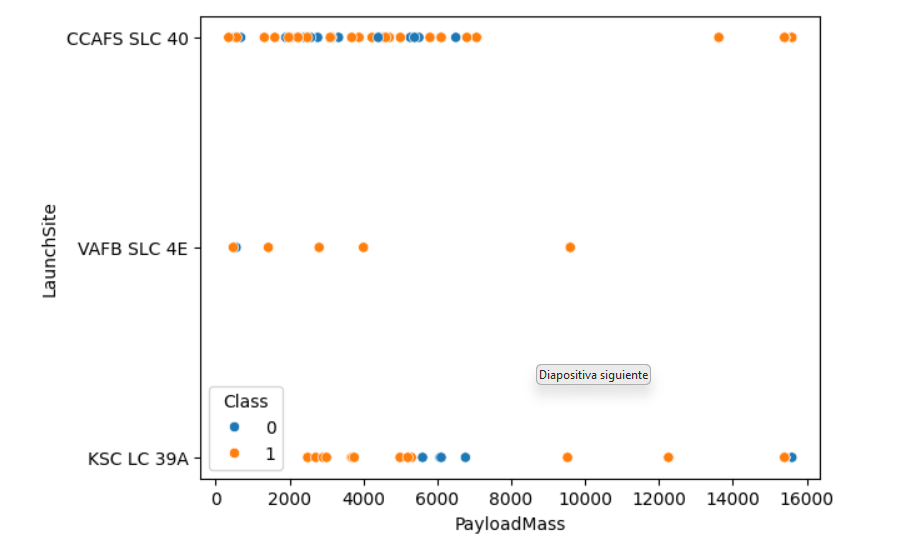 CCAFS SLC 40
VAFB SLC 4E
KSC LC 39A
LaunchSite
Diapositiva siguiente
Class
0
1
0 2000 4000 6000 8000 10000 12000 14000 16000
PayloadMass